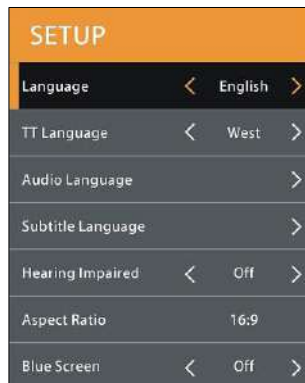 SETUP
Language < English >
TT Language < West >
Audio Language >
Subtitle Language >
Hearing Impaired < Off >
Aspect Ratio 16:9
Blue Screen < Off >